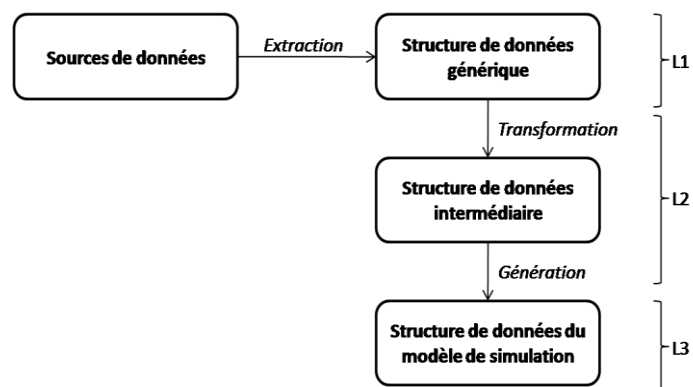 Sources de données
Extraction
Structure de données
générique
L1
Transformation
Structure de données
intermédiaire
L2
Génération
Structure de données du
modèle de simulation
L3